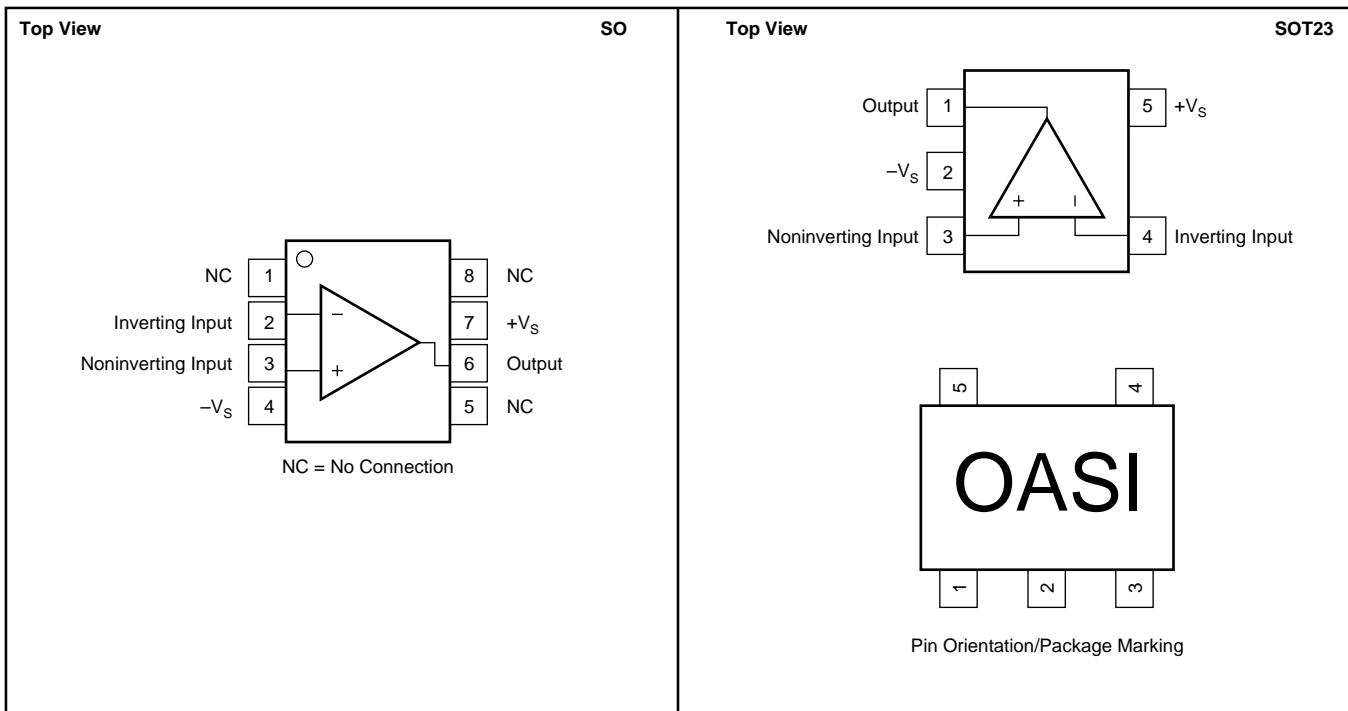 Top View SO
NC 1 8 NC
Inverting Input 2 − 7 +VS
Noninverting Input 3 + 6 Output
–VS 4 5 NC
NC = No Connection
Top View SOT23
Output 1 5 +VS
–VS 2
+ −
Noninverting Input 3 4 Inverting Input
5 4
OASI
1 2 3
Pin Orientation/Package Marking